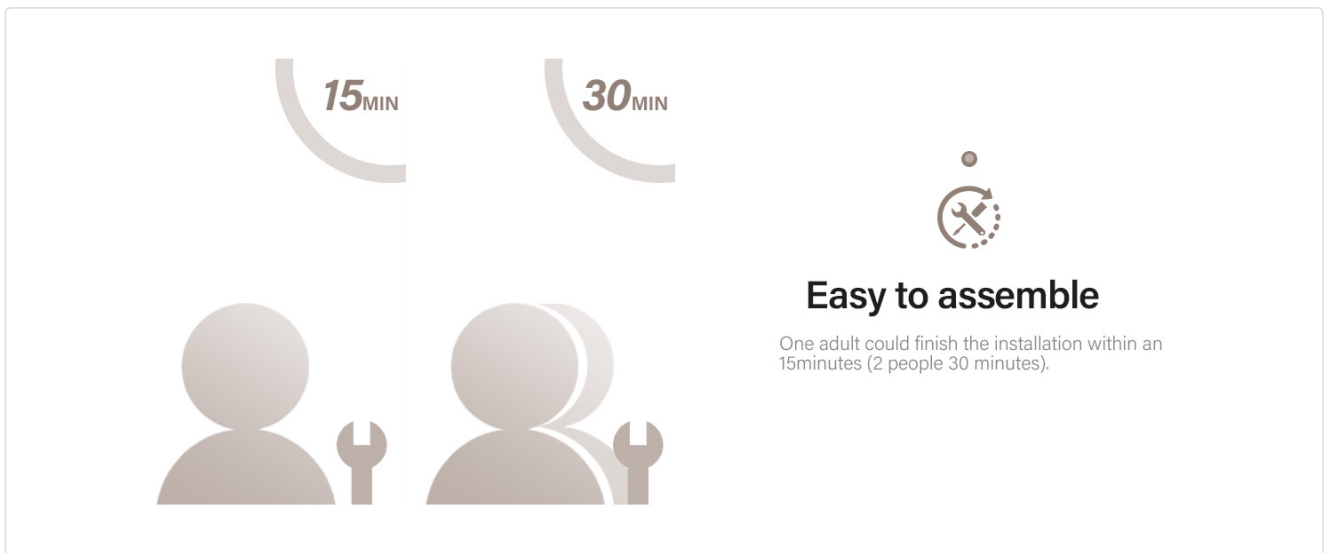 15MIN
30MIN
Easy to assemble
One adult could finish the installation within an
15minutes (2 people 30 minutes).